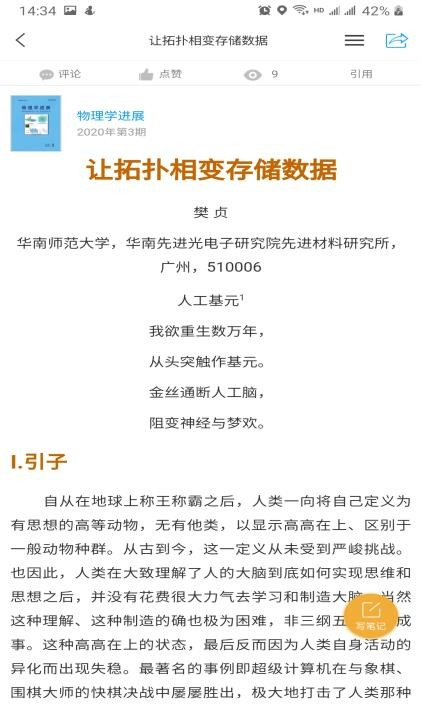 14:34
HD
42%
让拓扑相变存储数据
评论
点赞
9
引用
物理学进展
2020年第3期
让拓扑相变存储数据
樊 贞
华南师范大学，华南先进光电子研究院先进材料研究所，
广州，510006
人工基元1
我欲重生数万年，
从头突触作基元。
金丝通断人工脑，
阻变神经与梦欢。
I.引子
自从在地球上称王称霸之后，人类一向将自己定义为
有思想的高等动物，无有他类，以显示高高在上、区别于
一般动物种群。从古到今，这一定义从未受到严峻挑战。
也因此，人类在大致理解了人的大脑到底如何实现思维和
思想之后，并没有花费很大力气去学习和制造大脑。当然
这种理解、这种制造的确也极为困难，非三纲五 成
写笔记
事。这种高高在上的状态，最后反而因为人类自身活动的
异化而出现失稳。最著名的事例即超级计算机在与象棋、
围棋大师的快棋决战中屡屡胜出，极大地打击了人类那种